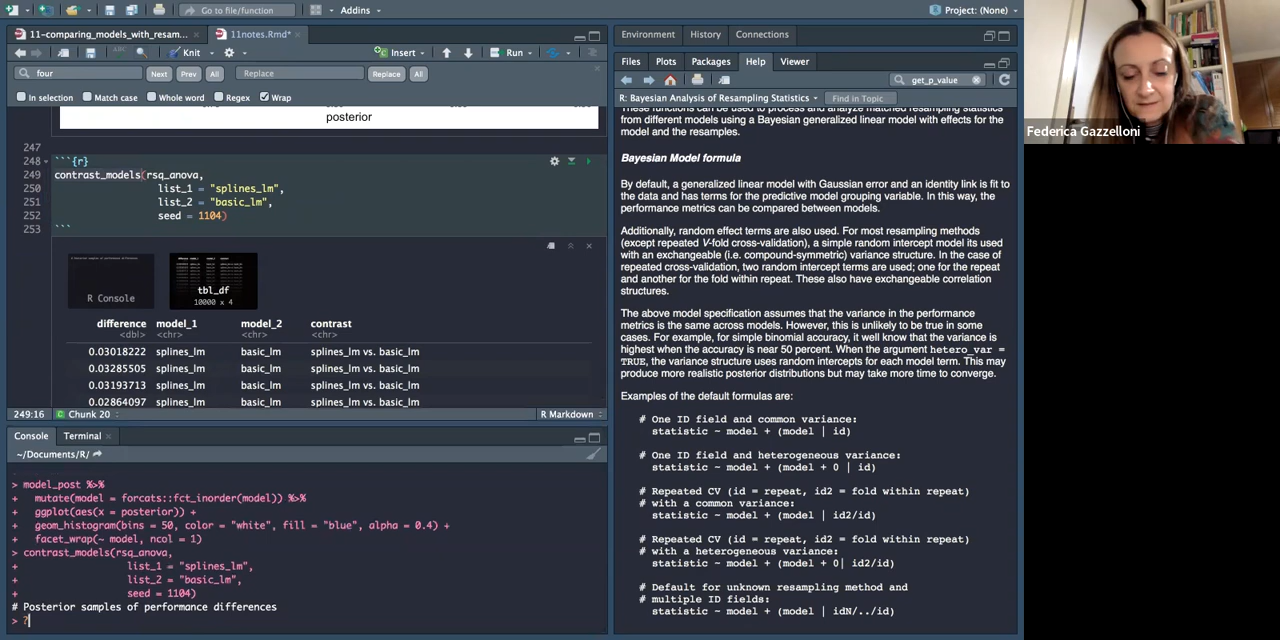 Go to file/function
Addins
Project: (None)
11-comparing_models_with_resam...
11notes.Rmd*
Knit
Insert
Run
four
Next
Prev
All
Replace
Replace
All
In selection
Match case
Whole word
Regex
Wrap
posterior
247
248 ```{r}
249 contrast_models(rsq_anova,
250 list_1 = "splines_lm",
251 list_2 = "basic_lm",
252 seed = 1104)
253 ```
R Console
tbl_df
10000 x 4
difference model_1 model_2 contrast
<dbl> <chr> <chr> <chr>
0.03018222 splines_lm basic_lm splines_lm vs. basic_lm
0.03285505 splines_lm basic_lm splines_lm vs. basic_lm
0.03193713 splines_lm basic_lm splines_lm vs. basic_lm
0.02864097 splines_lm basic_lm splines_lm vs. basic_lm
249:16 Chunk 20 R Markdown
Console Terminal
~/Documents/R/
> model_post %>%
+ mutate(model = forcats::fct_inorder(model)) %>%
+ ggplot(aes(x = posterior)) +
+ geom_histogram(bins = 50, color = "white", fill = "blue", alpha = 0.4) +
+ facet_wrap(~ model, ncol = 1)
> contrast_models(rsq_anova,
+ list_1 = "splines_lm",
+ list_2 = "basic_lm",
+ seed = 1104)
# Posterior samples of performance differences
> ?
Environment History Connections
Files Plots Packages Help Viewer
get_p_value
R: Bayesian Analysis of Resampling Statistics
Find in Topic
These functions can be used to process and analyze matched resampling statistics
from different models using a Bayesian generalized linear model with effects for the
model and the resamples.
Bayesian Model formula
By default, a generalized linear model with Gaussian error and an identity link is fit to
the data and has terms for the predictive model grouping variable. In this way, the
performance metrics can be compared between models.
Additionally, random effect terms are also used. For most resampling methods
(except repeated V-fold cross-validation), a simple random intercept model its used
with an exchangeable (i.e. compound-symmetric) variance structure. In the case of
repeated cross-validation, two random intercept terms are used; one for the repeat
and another for the fold within repeat. These also have exchangeable correlation
structures.
The above model specification assumes that the variance in the performance
metrics is the same across models. However, this is unlikely to be true in some
cases. For example, for simple binomial accuracy, it well know that the variance is
highest when the accuracy is near 50 percent. When the argument hetero_var =
TRUE, the variance structure uses random intercepts for each model term. This may
produce more realistic posterior distributions but may take more time to converge.
Examples of the default formulas are:
# One ID field and common variance:
statistic ~ model + (model | id)
# One ID field and heterogeneous variance:
statistic ~ model + (model + 0 | id)
# Repeated CV (id = repeat, id2 = fold within repeat)
# with a common variance:
statistic ~ model + (model | id2/id)
# Repeated CV (id = repeat, id2 = fold within repeat)
# with a heterogeneous variance:
statistic ~ model + (model + 0| id2/id)
# Default for unknown resampling method and
# multiple ID fields:
statistic ~ model + (model | idN/../id)
Federica Gazzelloni